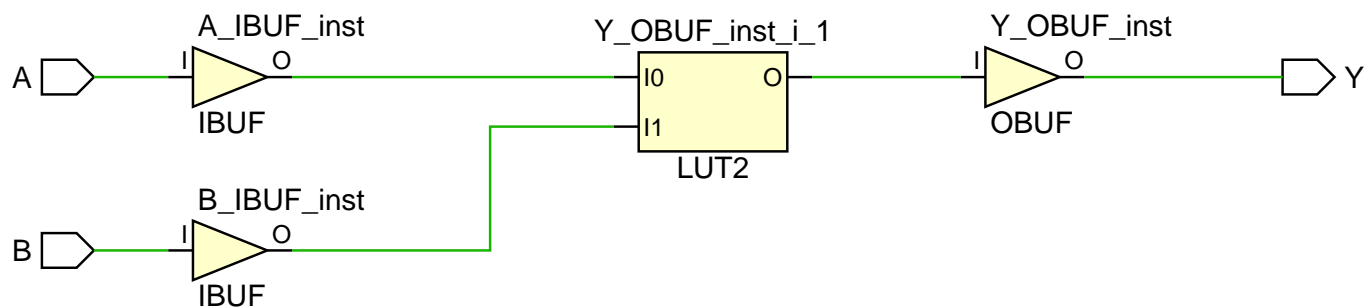 A_IBUF_inst
I
O
A
IBUF
Y_OBUF_inst_i_1
I0
O
I1
LUT2
Y_OBUF_inst
I
O
Y
OBUF
B_IBUF_inst
I
O
B
IBUF